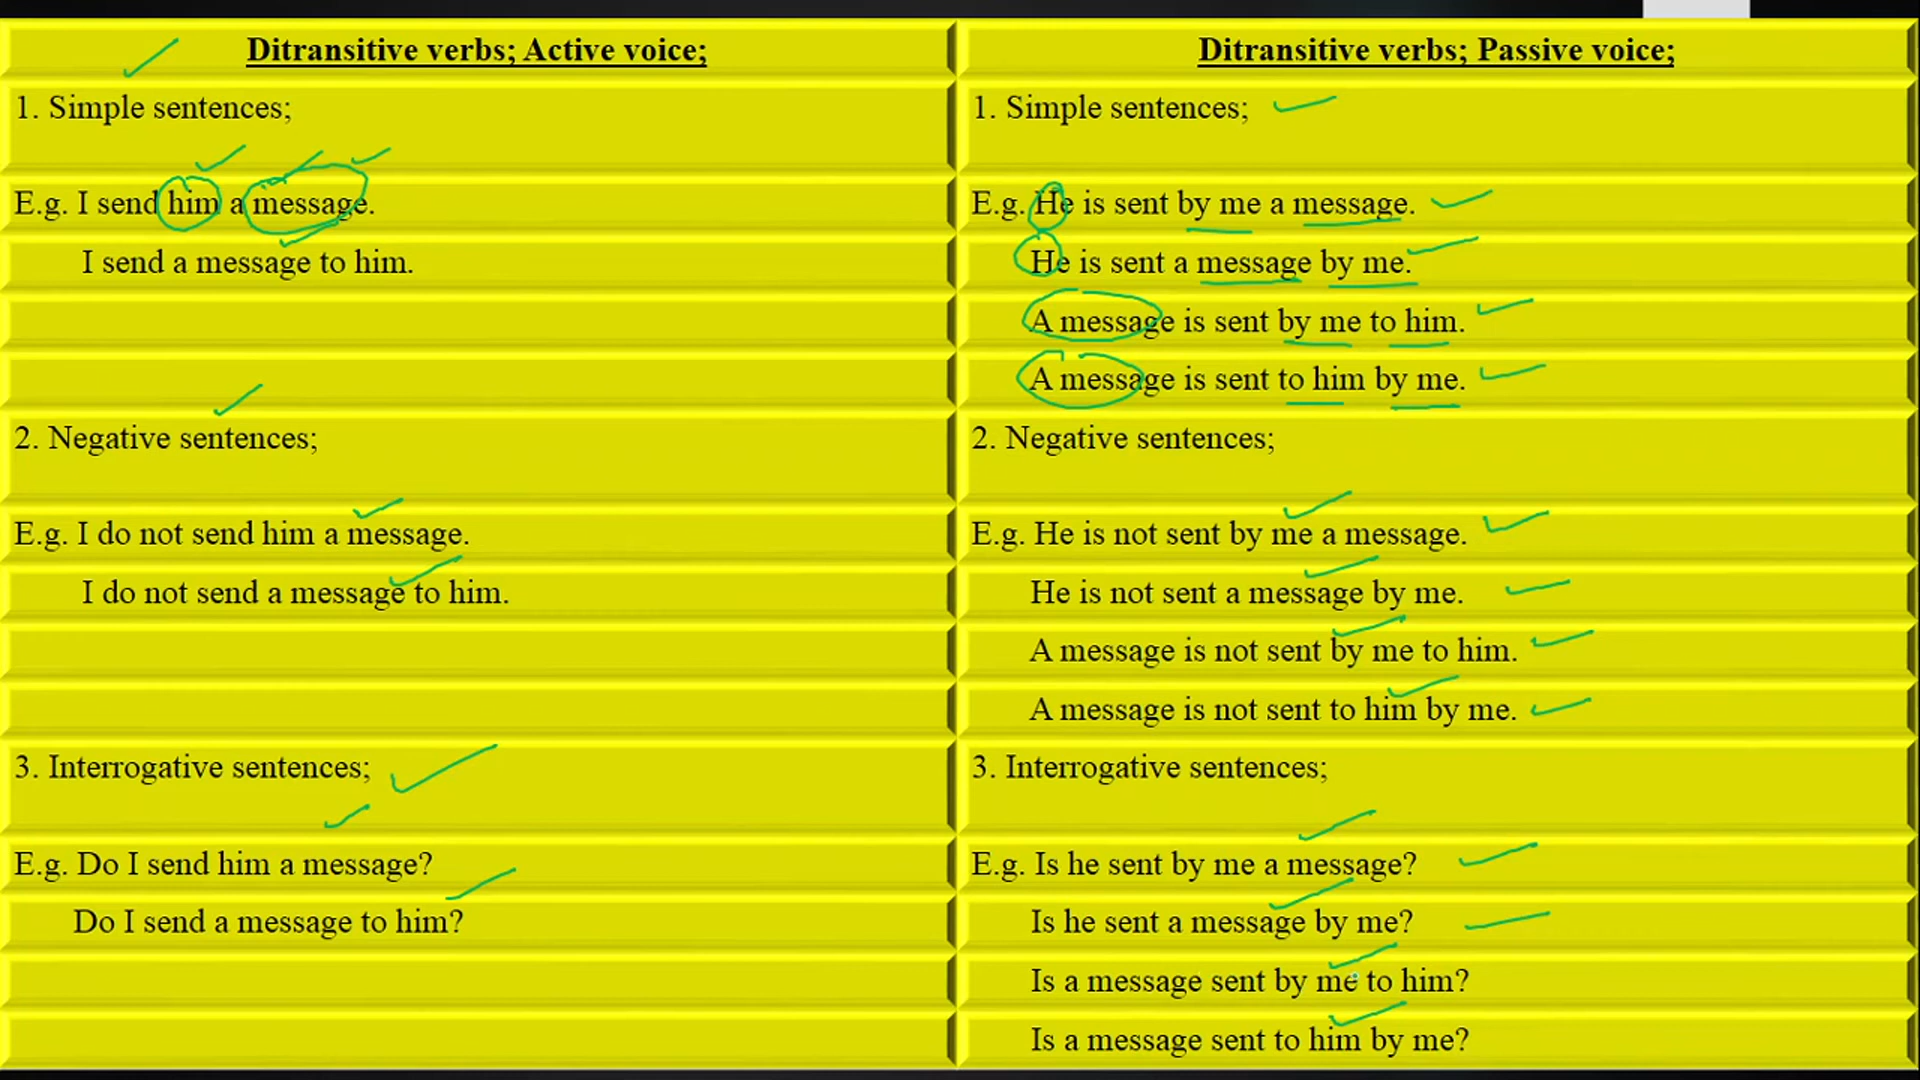 Ditransitive verbs; Active voice;
1. Simple sentences;
E.g. I send him a message.
I send a message to him.
2. Negative sentences;
E.g. I do not send him a message.
I do not send a message to him.
3. Interrogative sentences;
E.g. Do I send him a message?
Do I send a message to him?
Ditransitive verbs; Passive voice;
1. Simple sentences;
E.g. He is sent by me a message.
He is sent a message by me.
A message is sent by me to him.
A message is sent to him by me.
2. Negative sentences;
E.g. He is not sent by me a message.
He is not sent a message by me.
A message is not sent by me to him.
A message is not sent to him by me.
3. Interrogative sentences;
E.g. Is he sent by me a message?
Is he sent a message by me?
Is a message sent by me to him?
Is a message sent to him by me?